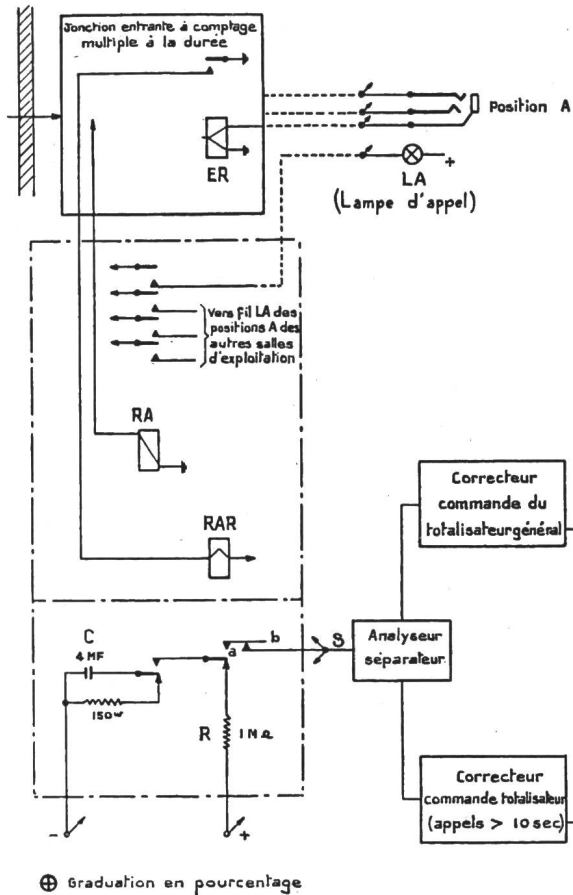 Jonction entrante à comptage
multiple à la durée
ER
Position A
+
LA
(Lampe d'appel)
Vers Fil LA des
positions A des
autres salles
d'exploitation
RA
RAR
Correcteur
commande du
totalisateur général
C
4 MF
150 ω
a
b
S
Analyseur
séparateur
R
1 MΩ
-
+
Correcteur
commande totalisateur
(appels > 10 sec)
⊕ Graduation en pourcentage